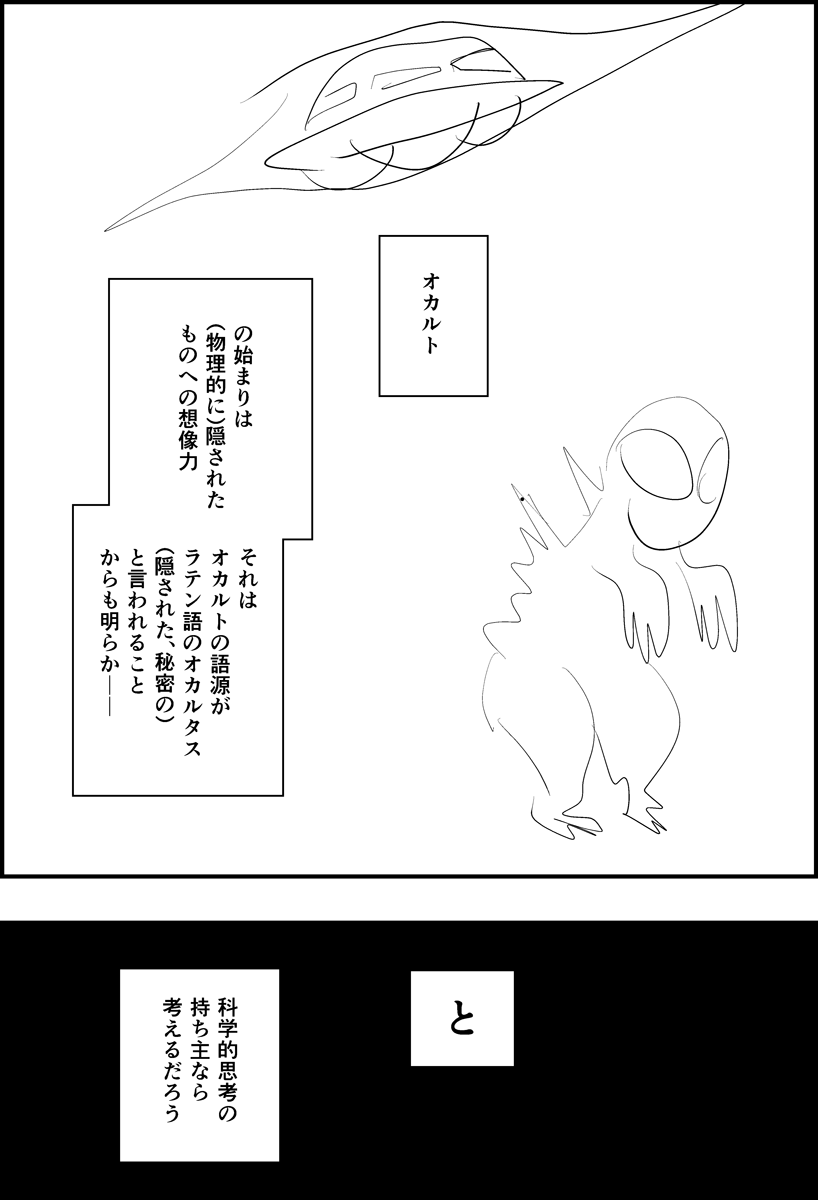 オカルト
の始まりは
(物理的に)隠された
ものへの想像力
それは
オカルトの語源が
ラテン語のオカルタス
(隠された、秘密の)
と言われること
からも明らか――
と
科学的思考の
持ち主なら
考えるだろう